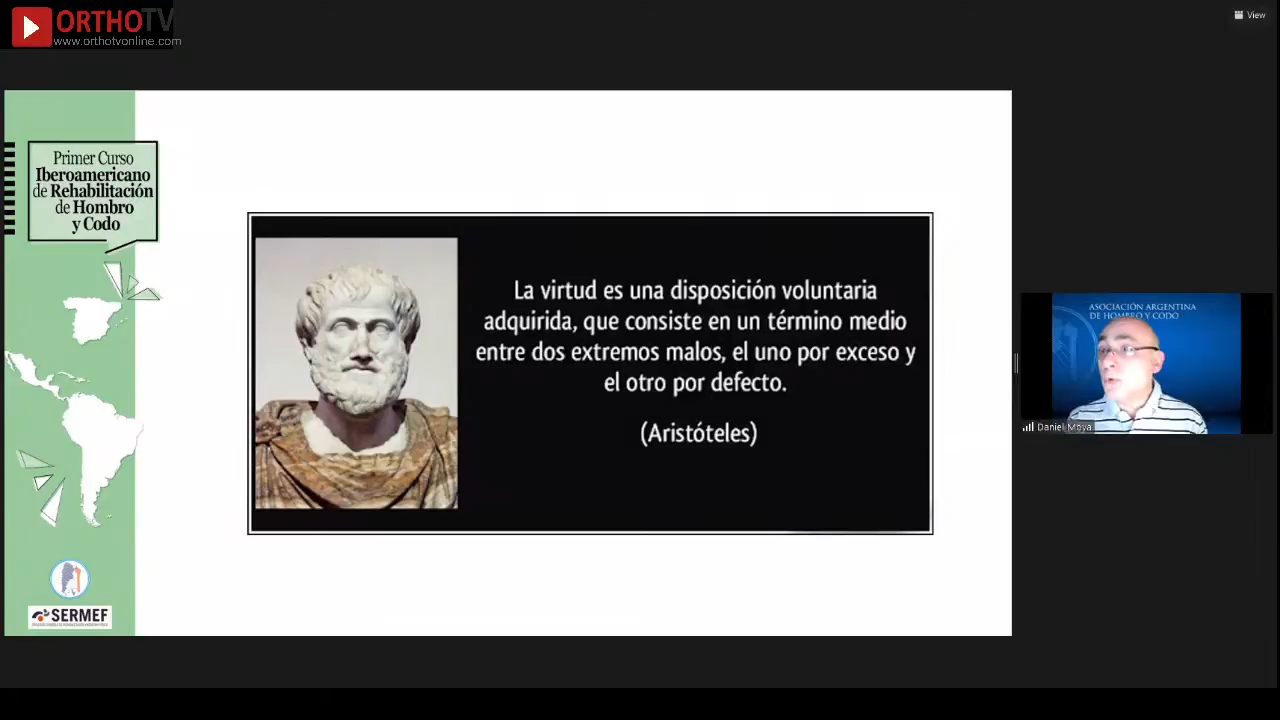 ORTHOTV
www.orthotvonline.com
View
Primer Curso
Iberoamericano
de Rehabilitación
de Hombro
y Codo
La virtud es una disposición voluntaria
adquirida, que consiste en un término medio
entre dos extremos malos, el uno por exceso y
el otro por defecto.
(Aristóteles)
ASOCIACIÓN ARGENTINA
DE HOMBRO Y CODO
Daniel Moya
SERMEF